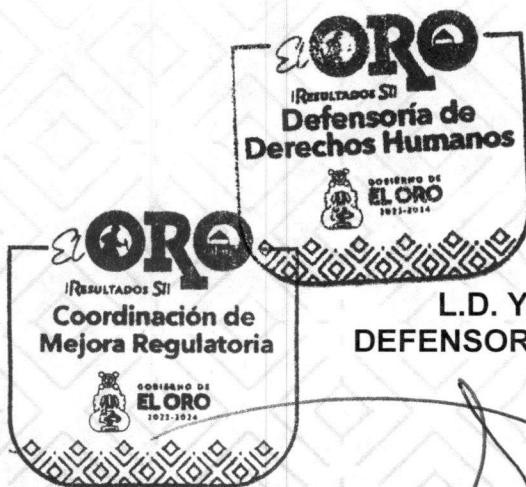 El ORO
¡RESULTADOS SÍ!
Defensoría de
Derechos Humanos
GOBIERNO DE
EL ORO
2022-2024
El ORO
¡RESULTADOS SÍ!
Coordinación de
Mejora Regulatoria
GOBIERNO DE
EL ORO
2022-2024
L.D. Y
DEFENSOR